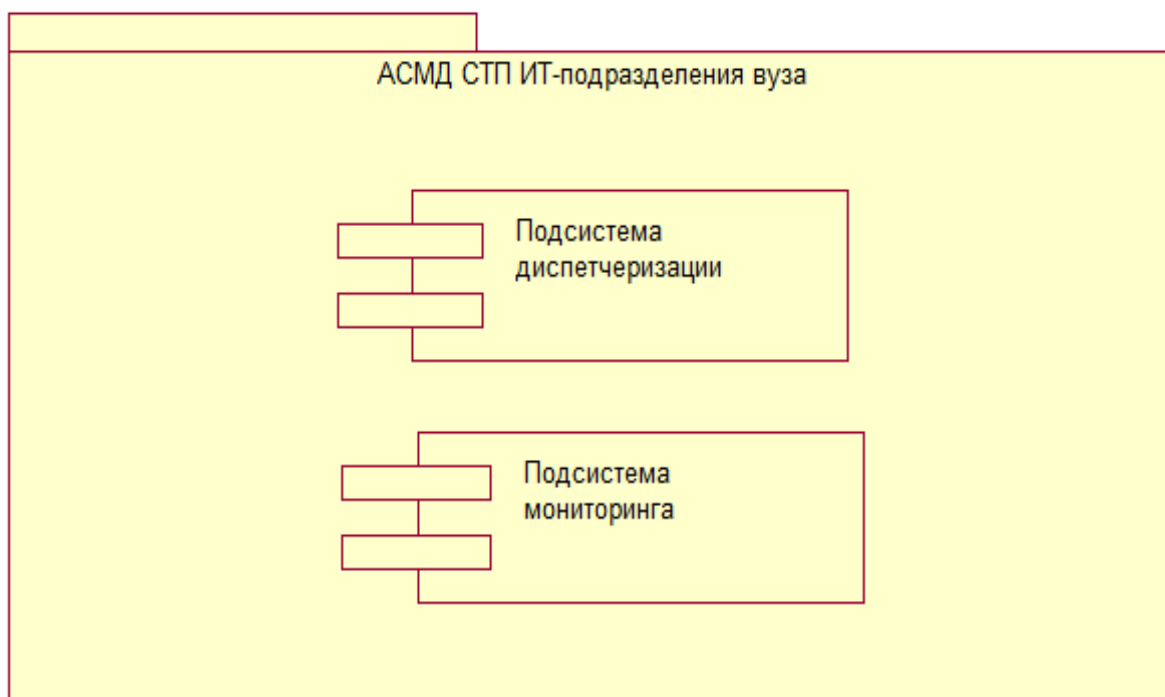 АСМД СТП ИТ-подразделения вуза
Подсистема
диспетчеризации
Подсистема
мониторинга